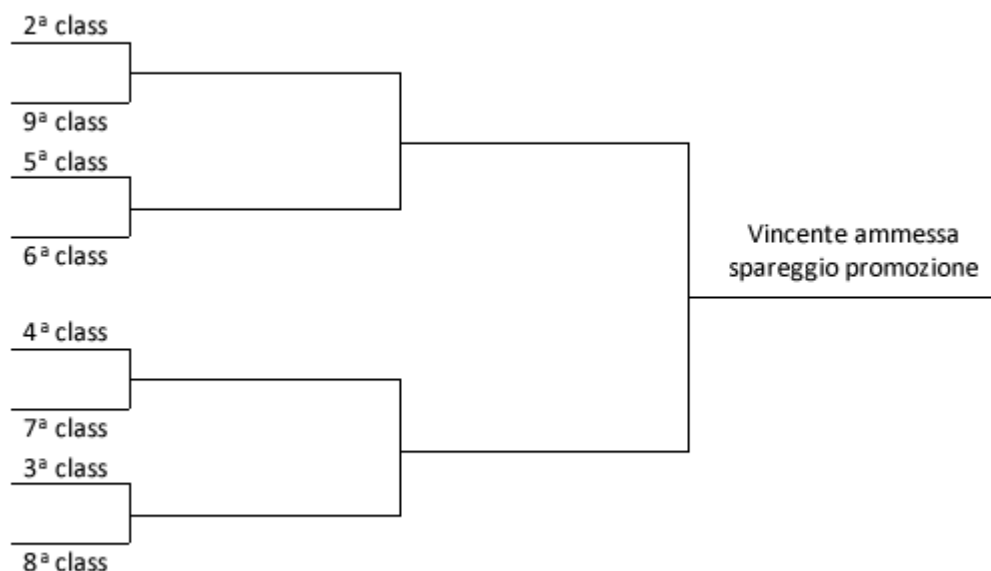 2ª class
9ª class
5ª class
6ª class
Vincente ammessa
spareggio promozione
4ª class
7ª class
3ª class
8ª class